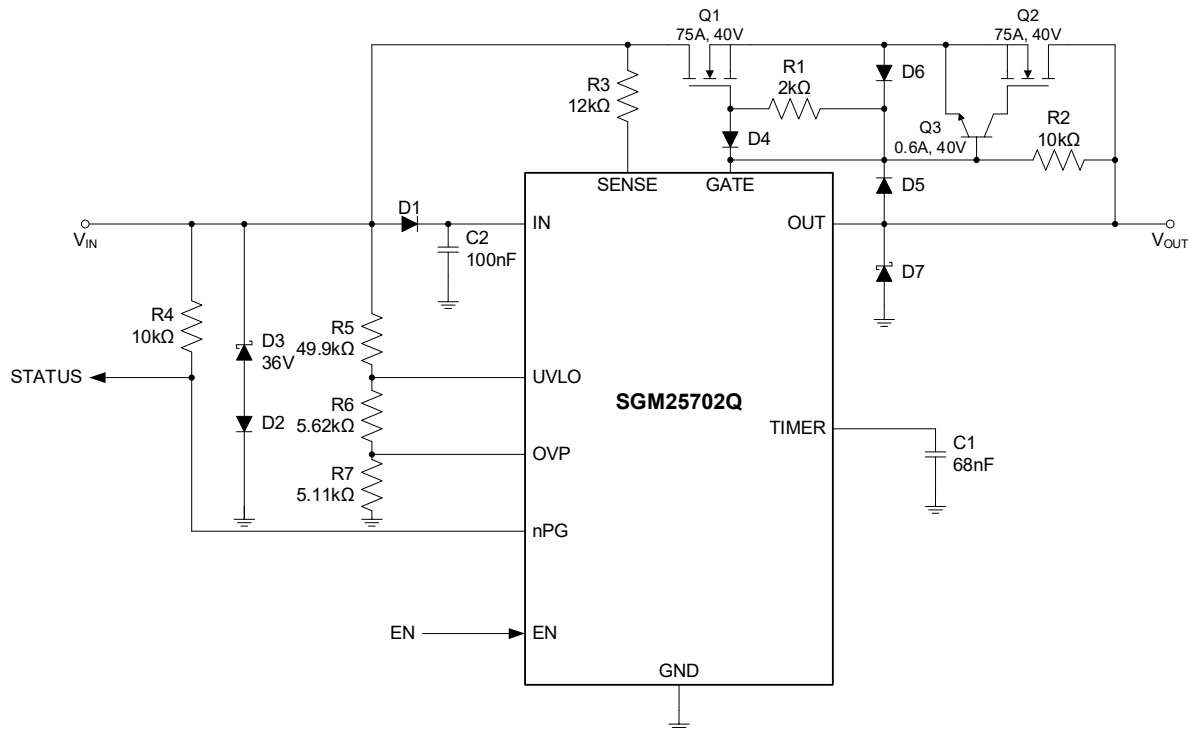 Q1
75A, 40V
Q2
75A, 40V
R3
12kΩ
R1
2kΩ
D6
D4
Q3
0.6A, 40V
R2
10kΩ
SENSE
GATE
D5
D1
IN
OUT
VIN
C2
100nF
VOUT
D7
R4
10kΩ
D3
36V
R5
49.9kΩ
STATUS
UVLO
SGM25702Q
D2
R6
5.62kΩ
TIMER
C1
68nF
OVP
R7
5.11kΩ
nPG
EN
EN
GND